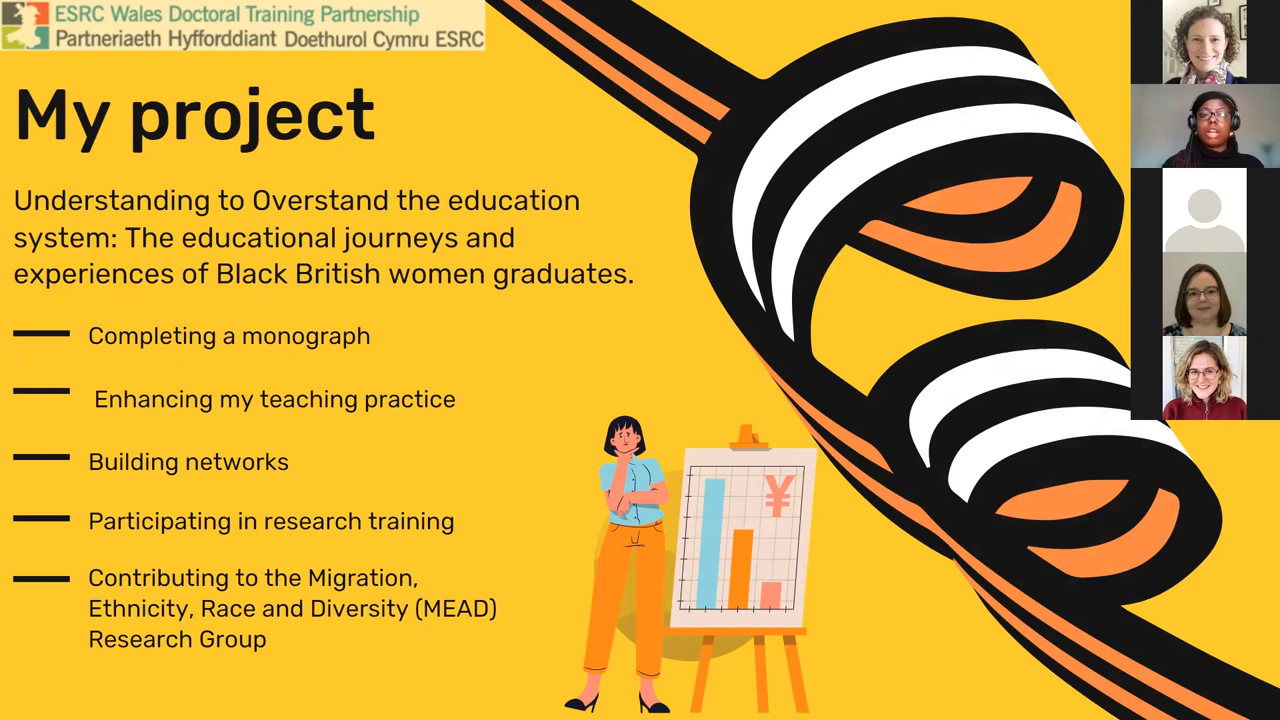 ESRC Wales Doctoral Training Partnership
Partneriaeth Hyfforddiant Doethurol Cymru ESRC
My project
Understanding to Overstand the education
system: The educational journeys and
experiences of Black British women graduates.
Completing a monograph
Enhancing my teaching practice
Building networks
Participating in research training
Contributing to the Migration,
Ethnicity, Race and Diversity (MEAD)
Research Group
¥